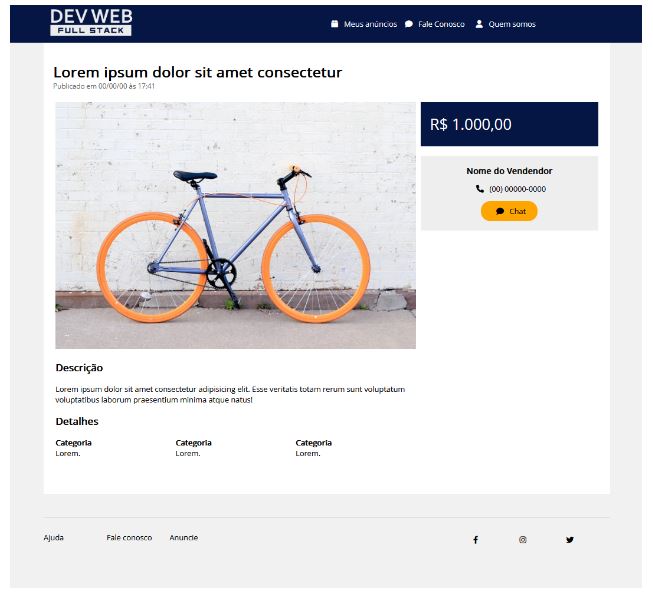 DEV WEB
FULL STACK
Meus anúncios Fale Conosco Quem somos
Lorem ipsum dolor sit amet consectetur
Publicado em 00/00/00 às 17:41
R$ 1.000,00
Nome do Vendendor
(00) 00000-0000
Chat
Descrição
Lorem ipsum dolor sit amet consectetur adipisicing elit. Esse veritatis totam rerum sunt voluptatum
voluptatibus laborum praesentium minima atque natus!
Detalhes
Categoria Categoria Categoria
Lorem. Lorem. Lorem.
Ajuda Fale conosco Anuncie